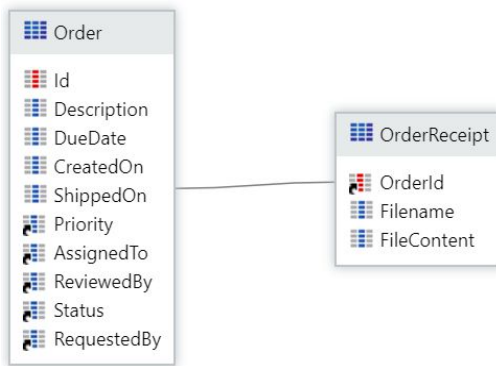 Order
Id
Description
DueDate
CreatedOn
ShippedOn
Priority
AssignedTo
ReviewedBy
Status
RequestedBy
OrderReceipt
OrderId
Filename
FileContent